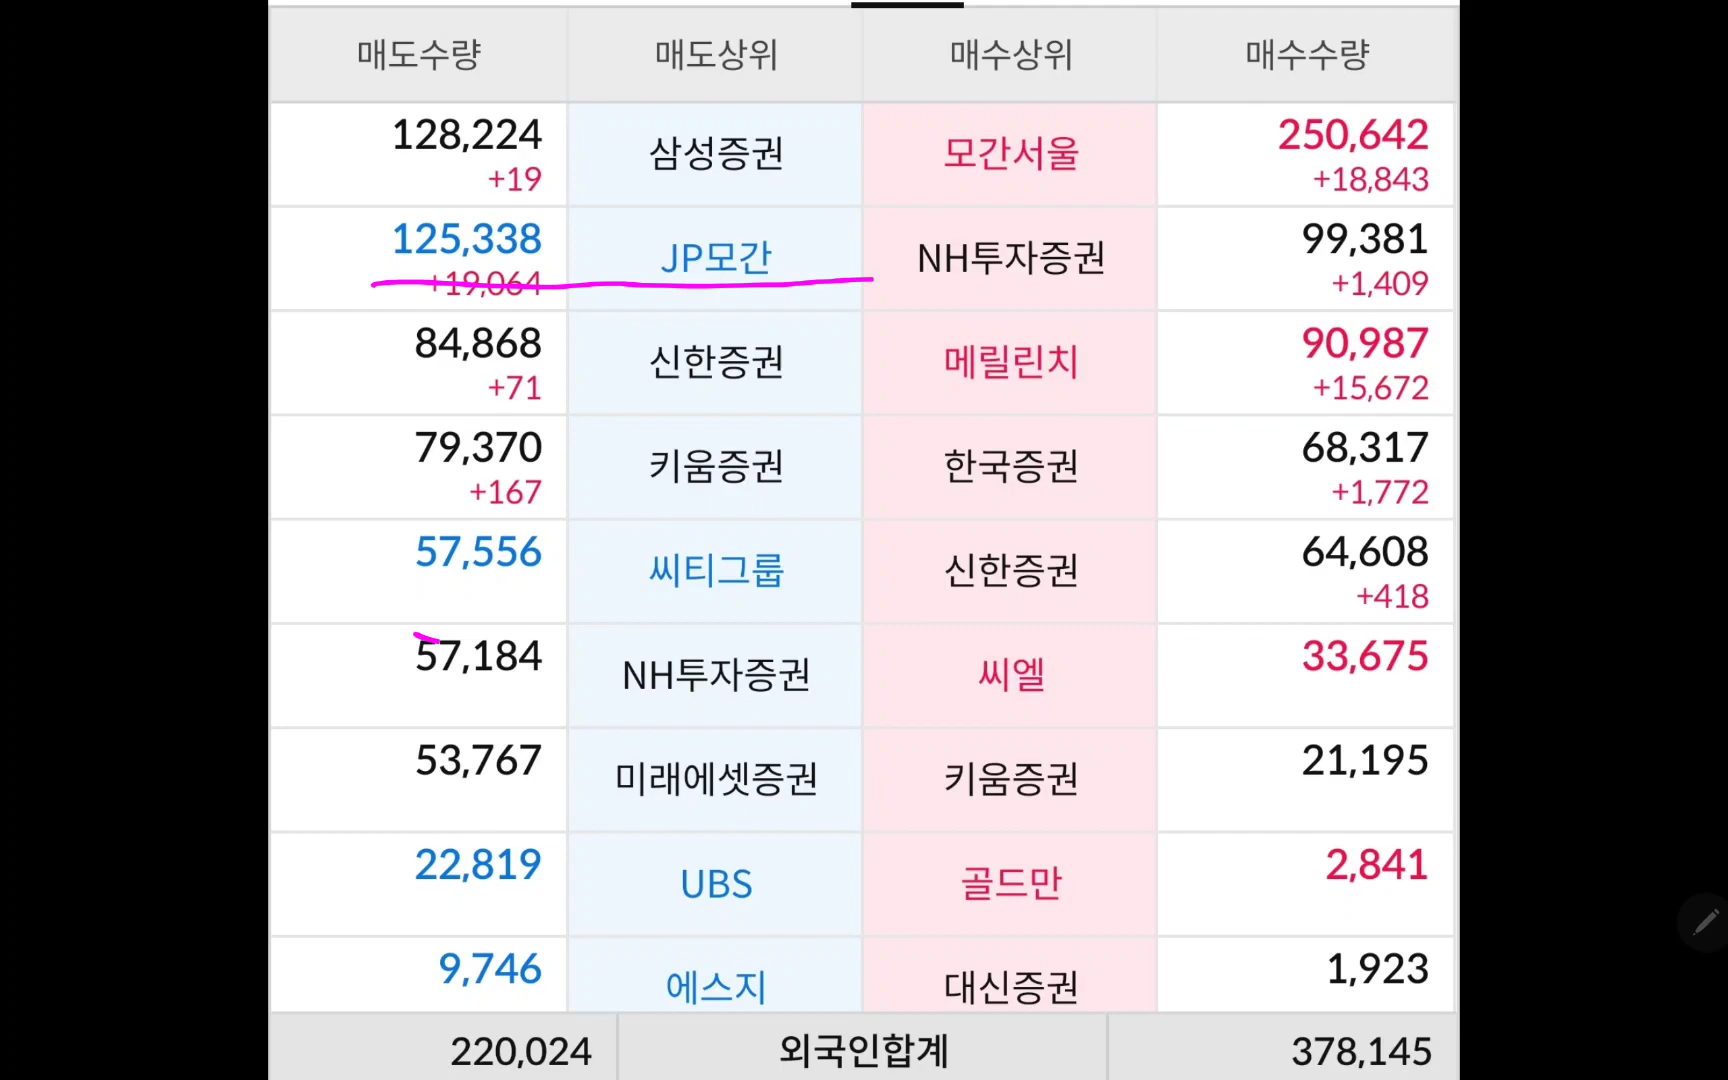 매도수량 매도상위 매수상위 매수수량
128,224 삼성증권 모간서울 250,642
+19 +18,843
125,338 JP모간 NH투자증권 99,381
+19,064 +1,409
84,868 신한증권 메릴린치 90,987
+71 +15,672
79,370 키움증권 한국증권 68,317
+167 +1,772
57,556 씨티그룹 신한증권 64,608
+418
57,184 NH투자증권 씨엘 33,675
53,767 미래에셋증권 키움증권 21,195
22,819 UBS 골드만 2,841
9,746 에스지 대신증권 1,923
220,024 외국인합계 378,145